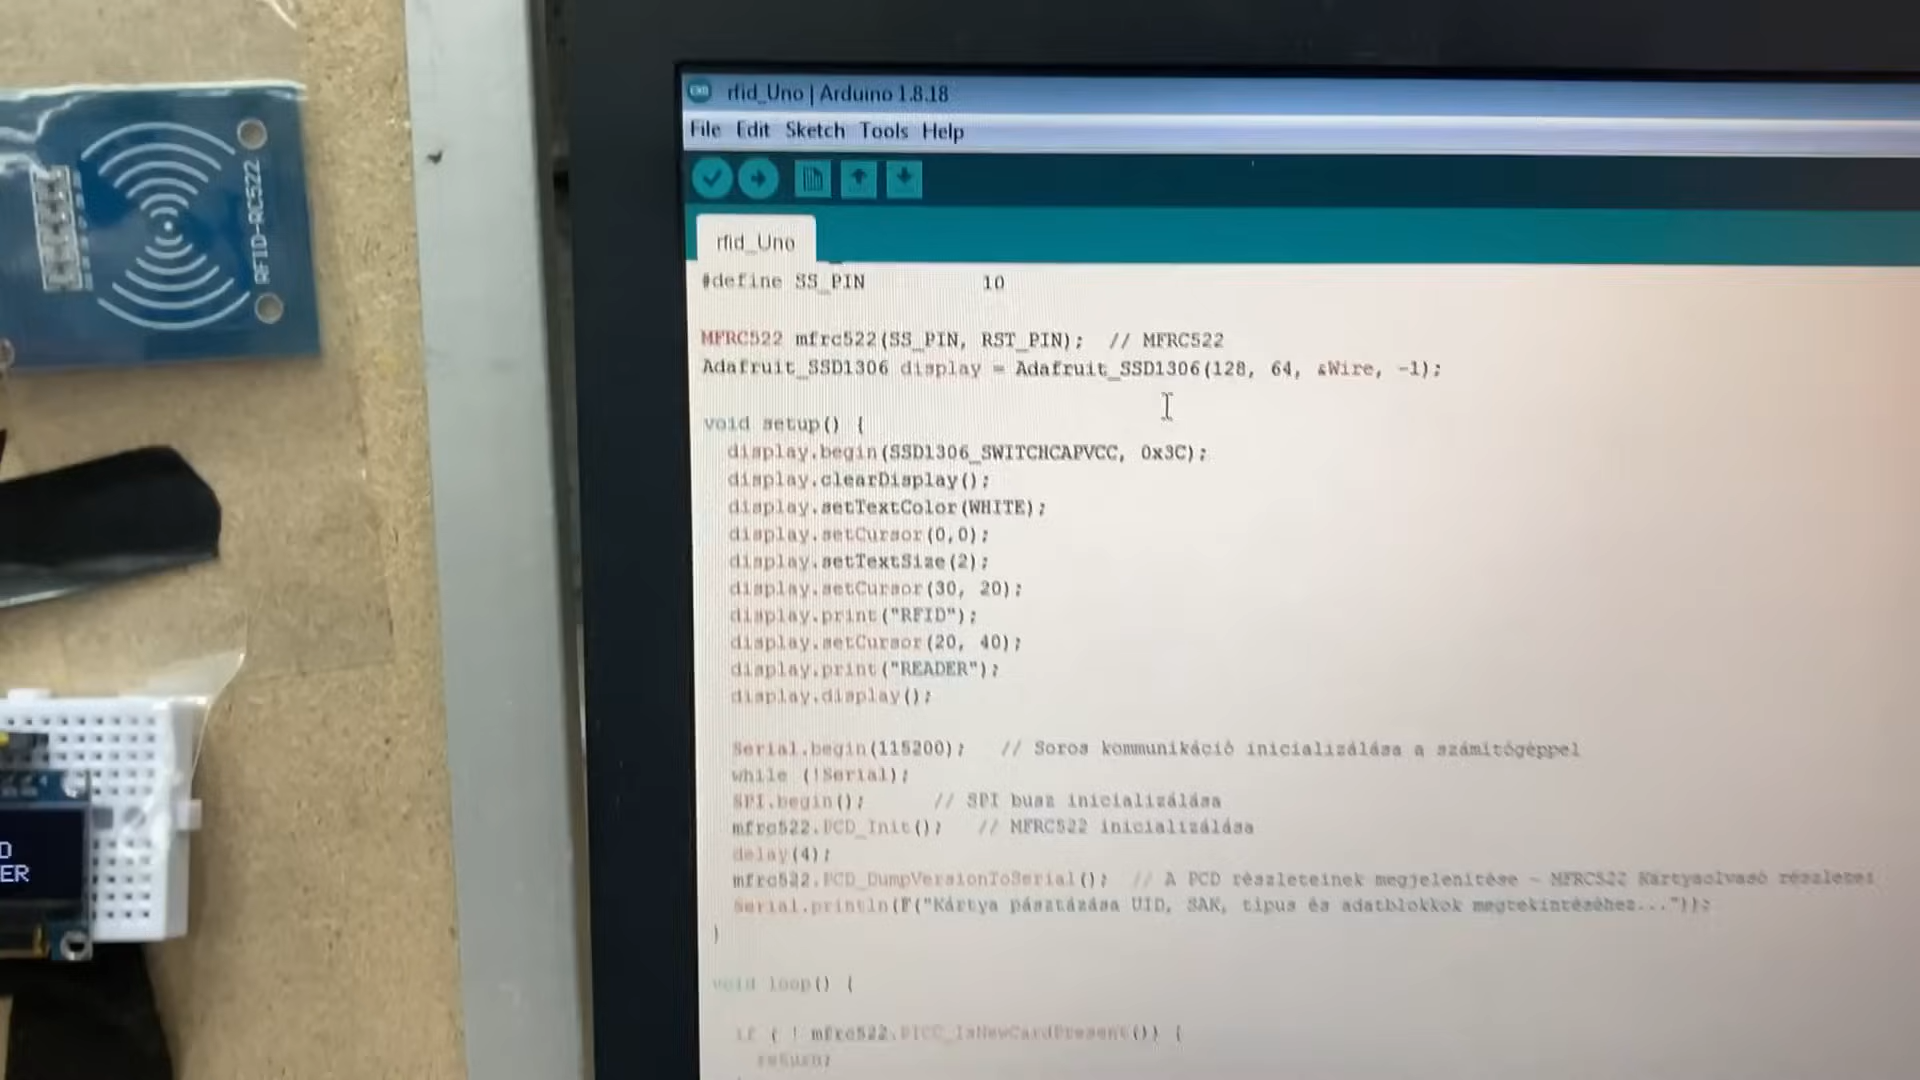 RFID-RC522
D
ER
rfid_Uno | Arduino 1.8.18
File Edit Sketch Tools Help
rfid_Uno
#define SS_PIN 10
MFRC522 mfrc522(SS_PIN, RST_PIN); // MFRC522
Adafruit_SSD1306 display = Adafruit_SSD1306(128, 64, &Wire, -1);
void setup() {
display.begin(SSD1306_SWITCHCAPVCC, 0x3C);
display.clearDisplay();
display.setTextColor(WHITE);
display.setCursor(0,0);
display.setTextSize(2);
display.setCursor(30, 20);
display.print("RFID");
display.setCursor(20, 40);
display.print("READER");
display.display();
Serial.begin(115200); // Soros kommunikáció inicializálása a számítógéppel
while (!Serial);
SPI.begin(); // SPI busz inicializálása
mfrc522.PCD_Init(); // MFRC522 inicializálása
delay(4);
mfrc522.PCD_DumpVersionToSerial(); // A PCD részleteinek megjelenítése - MFRC522 Kártyaolvasó részletei
Serial.println(F("Kártya pásztázása UID, SAK, típus és adatblokkok megtekintéséhez..."));
}
void loop() {
if ( ! mfrc522.PICC_IsNewCardPresent()) {
return;